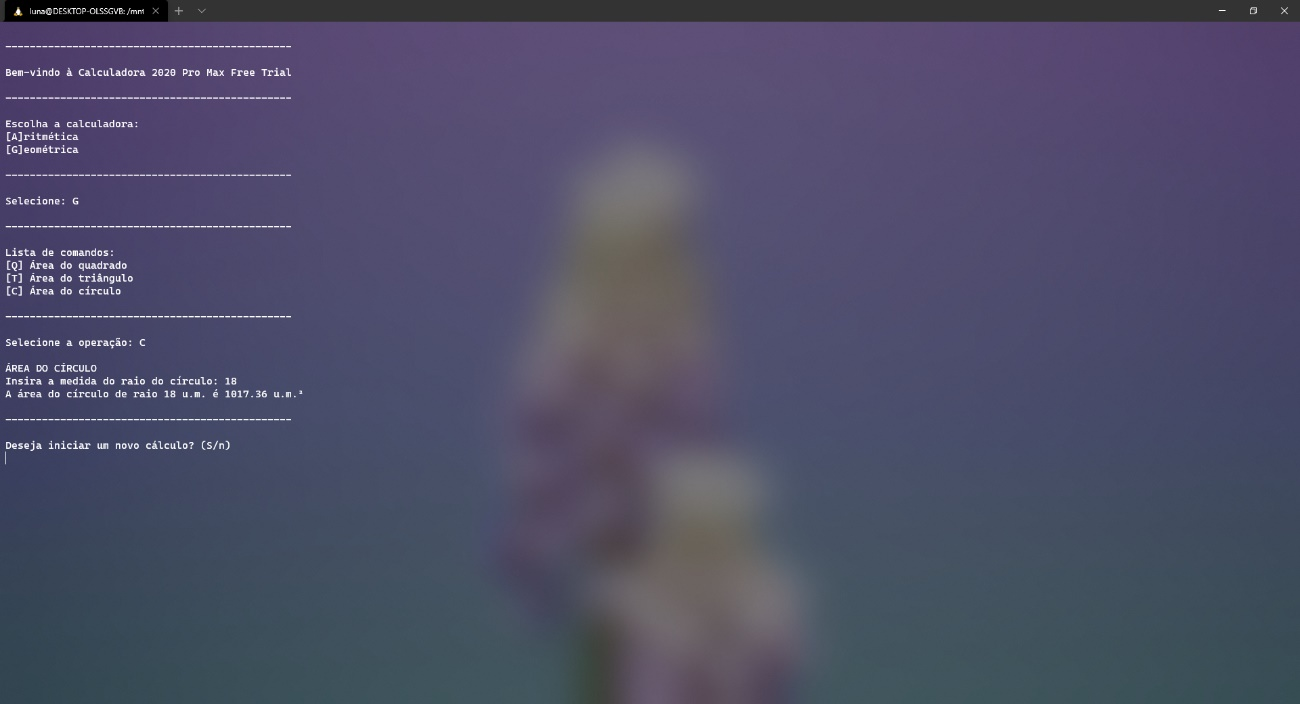 luna@DESKTOP-OLSSGVB: /mnt
-----------------------------------------------
Bem-vindo à Calculadora 2020 Pro Max Free Trial
-----------------------------------------------
Escolha a calculadora:
[A]ritmética
[G]eométrica
-----------------------------------------------
Selecione: G
-----------------------------------------------
Lista de comandos:
[Q] Área do quadrado
[T] Área do triângulo
[C] Área do círculo
-----------------------------------------------
Selecione a operação: C
ÁREA DO CÍRCULO
Insira a medida do raio do círculo: 18
A área do círculo de raio 18 u.m. é 1017.36 u.m.²
-----------------------------------------------
Deseja iniciar um novo cálculo? (S/n)